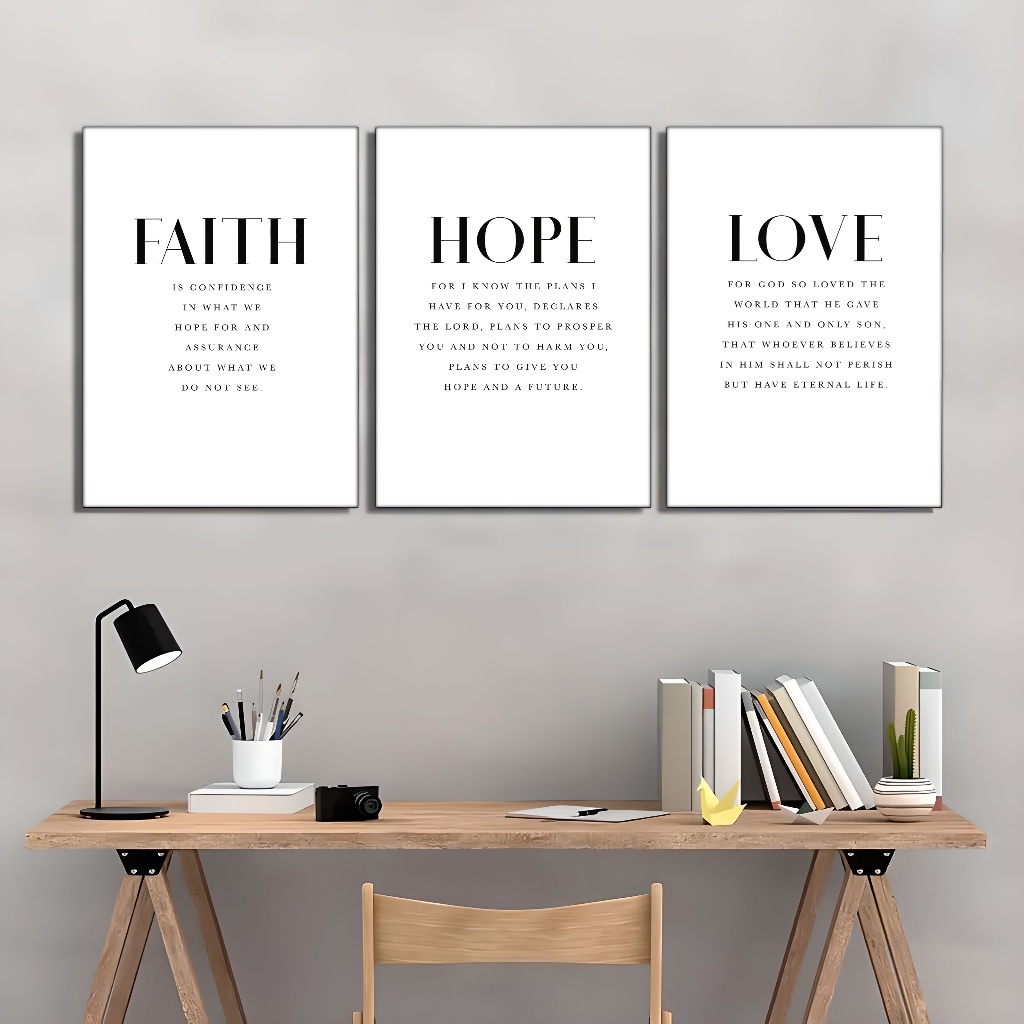 FAITH
IS CONFIDENCE
IN WHAT WE
HOPE FOR AND
ASSURANCE
ABOUT WHAT WE
DO NOT SEE.
HOPE
FOR I KNOW THE PLANS I
HAVE FOR YOU, DECLARES
THE LORD, PLANS TO PROSPER
YOU AND NOT TO HARM YOU,
PLANS TO GIVE YOU
HOPE AND A FUTURE.
LOVE
FOR GOD SO LOVED THE
WORLD THAT HE GAVE
HIS ONE AND ONLY SON,
THAT WHOEVER BELIEVES
IN HIM SHALL NOT PERISH
BUT HAVE ETERNAL LIFE.